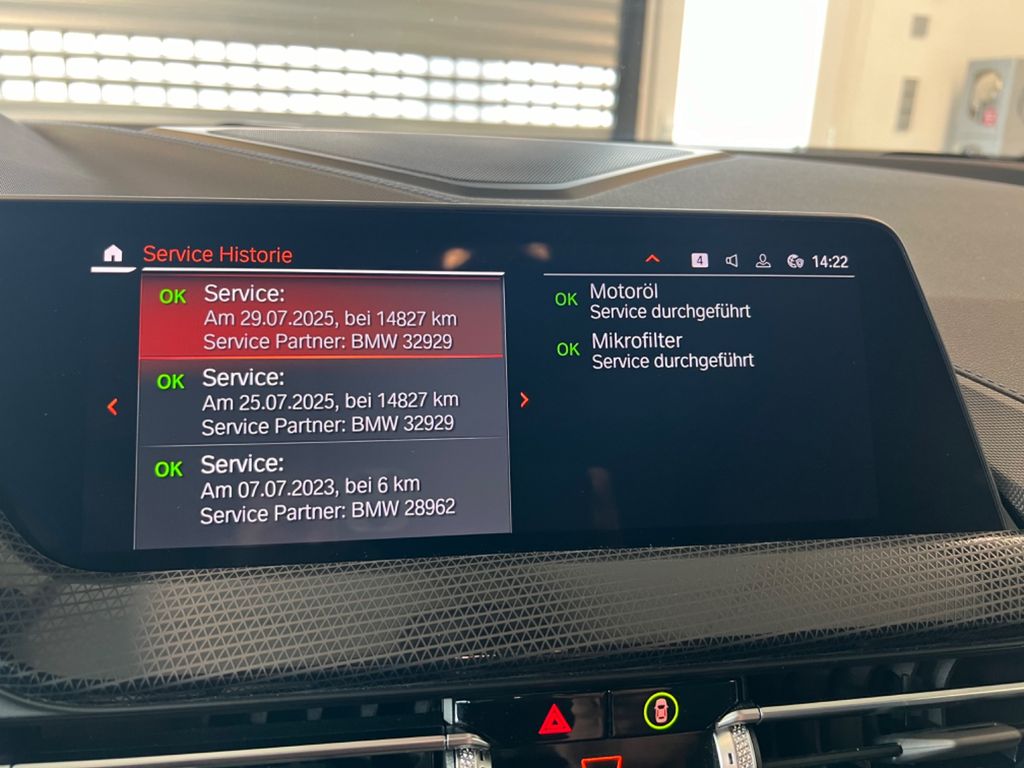 Service Historie
4
14:22
OK Service:
Am 29.07.2025, bei 14827 km
Service Partner: BMW 32929
OK Service:
Am 25.07.2025, bei 14827 km
Service Partner: BMW 32929
OK Service:
Am 07.07.2023, bei 6 km
Service Partner: BMW 28962
OK Motoröl
Service durchgeführt
OK Mikrofilter
Service durchgeführt